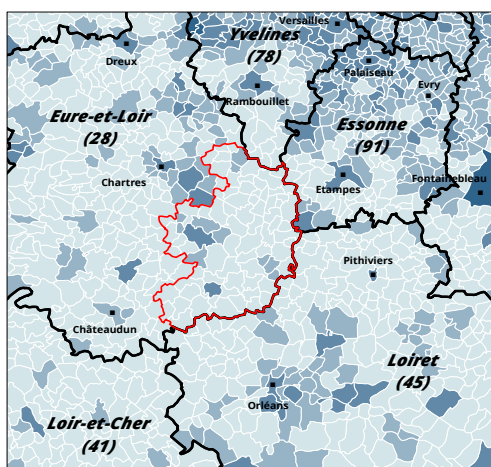 Versailles
Yvelines
(78)
Dreux
Palaiseau
Evry
Rambouillet
Eure-et-Loir
(28)
Essonne
(91)
Chartres
Etampes
Fontainebleau
Pithiviers
Châteaudun
Loiret
(45)
Orléans
Loir-et-Cher
(41)